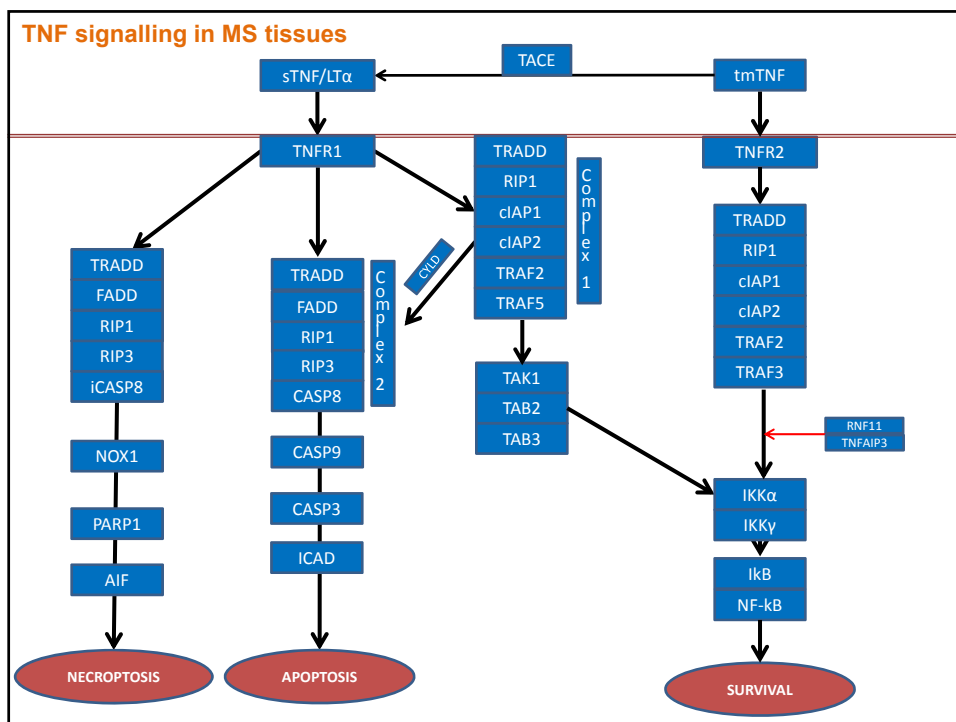 TNF signalling in MS tissues
TACE
sTNF/LTα
tmTNF
TNFR1
TNFR2
TRADD
RIP1
cIAP1
cIAP2
TRAF2
TRAF5
Complex 1
CYLD
TRADD
FADD
RIP1
RIP3
iCASP8
NOX1
PARP1
AIF
NECROPTOSIS
TRADD
FADD
RIP1
RIP3
CASP8
Complex 2
CASP9
CASP3
ICAD
APOPTOSIS
TAK1
TAB2
TAB3
TRADD
RIP1
cIAP1
cIAP2
TRAF2
TRAF3
RNF11
TNFAIP3
IKKα
IKKγ
IkB
NF-kB
SURVIVAL